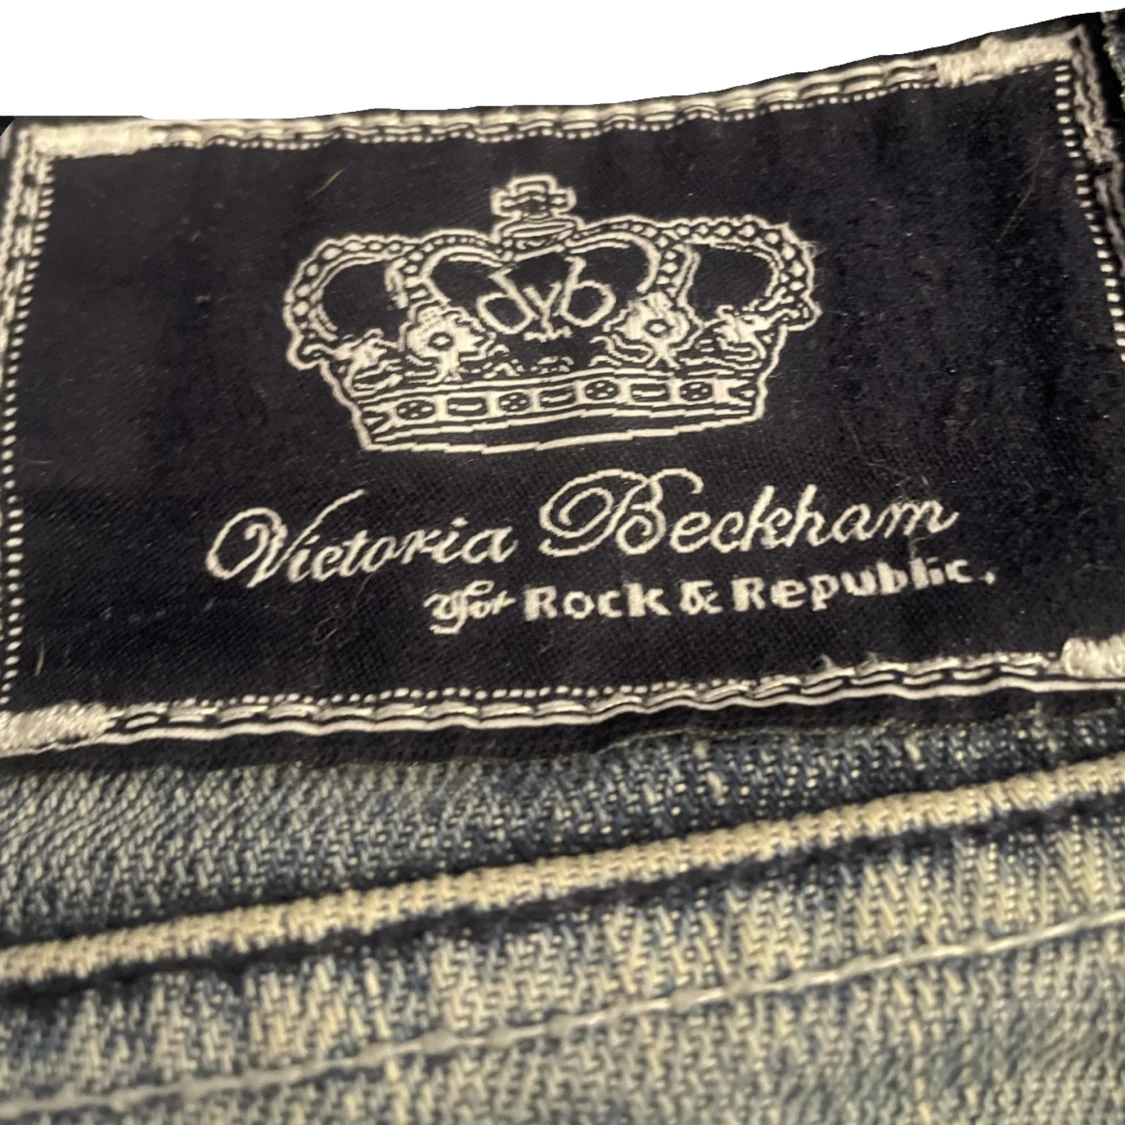 dVb
Victoria Beckham
for Rock & Republic.